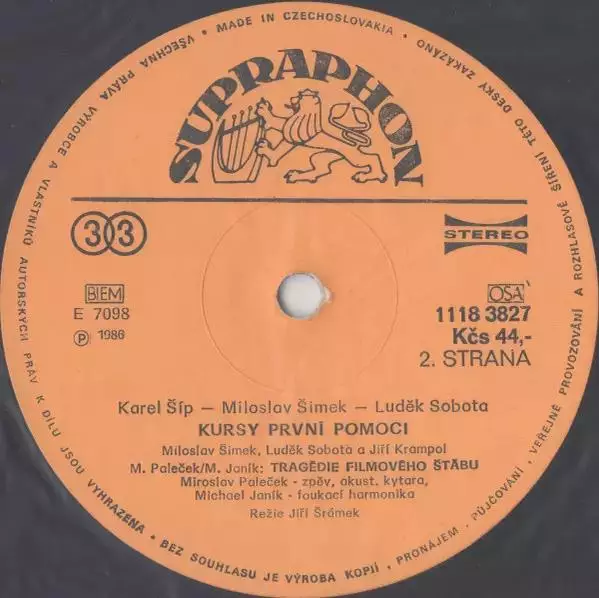 VŠECHNA PRÁVA VÝROBCE A VLASTNÍKŮ AUTORSKÝCH PRÁV K DÍLU JSOU VYHRAZENA • BEZ SOUHLASU JE VÝROBA KOPIÍ, PRONÁJEM, PŮJČOVÁNÍ, VEŘEJNÉ PROVOZOVÁNÍ A ROZHLASOVÉ ŠÍŘENÍ TÉTO DESKY ZAKÁZÁNO • MADE IN CZECHOSLOVAKIA •
SUPRAPHON
33
STEREO
BIEM
OSA
E 7098
1118 3827
Ⓟ 1986
Kčs 44,-
2. STRANA
Karel Šíp – Miloslav Šimek – Luděk Sobota
KURSY PRVNÍ POMOCI
Miloslav Šimek, Luděk Sobota a Jiří Krampol
M. Paleček/M. Janík: TRAGÉDIE FILMOVÉHO ŠTÁBU
Miroslav Paleček - zpěv, akust. kytara,
Michael Janík - foukací harmonika
Režie Jiří Šrámek